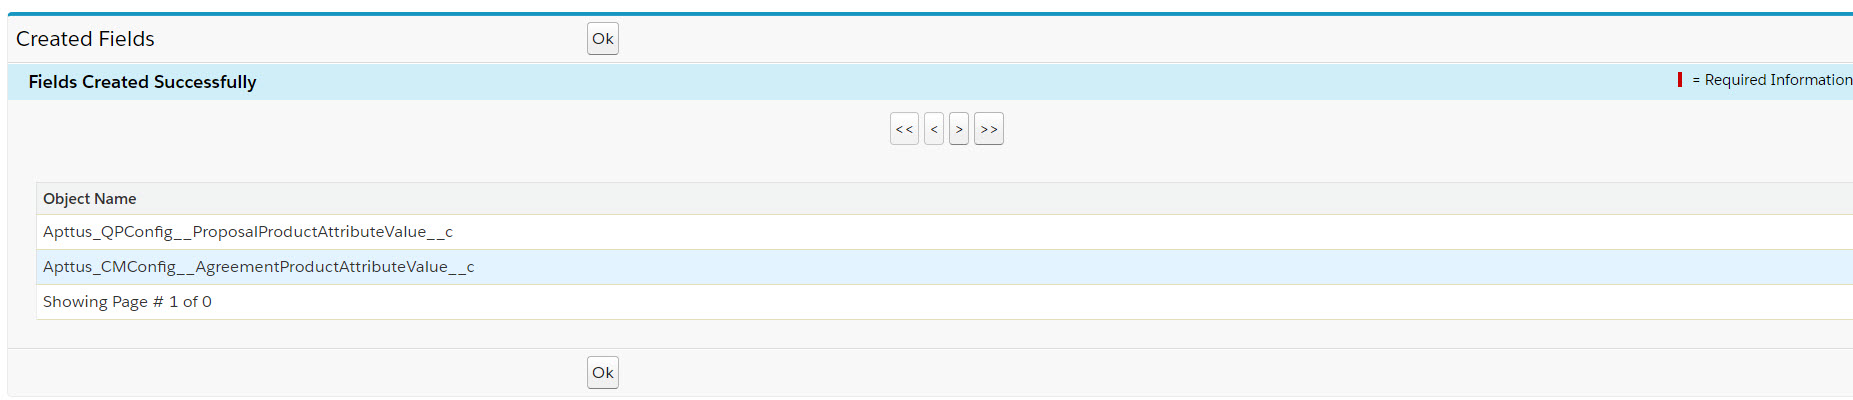 Created Fields
Ok
Fields Created Successfully
= Required Information
<< < > >>
Object Name
Apttus_QPConfig__ProposalProductAttributeValue__c
Apttus_CMConfig__AgreementProductAttributeValue__c
Showing Page # 1 of 0
Ok